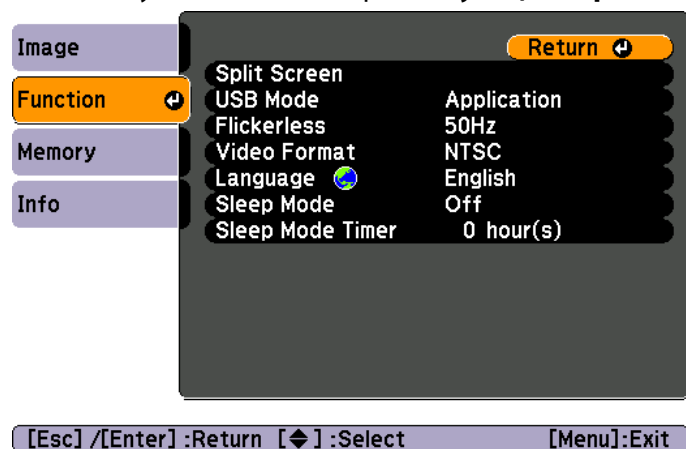 Image
Return
Split Screen
Function
USB Mode Application
Flickerless 50Hz
Memory
Video Format NTSC
Language English
Info
Sleep Mode Off
Sleep Mode Timer 0 hour(s)
[Esc] /[Enter] :Return [◆] :Select [Menu]:Exit